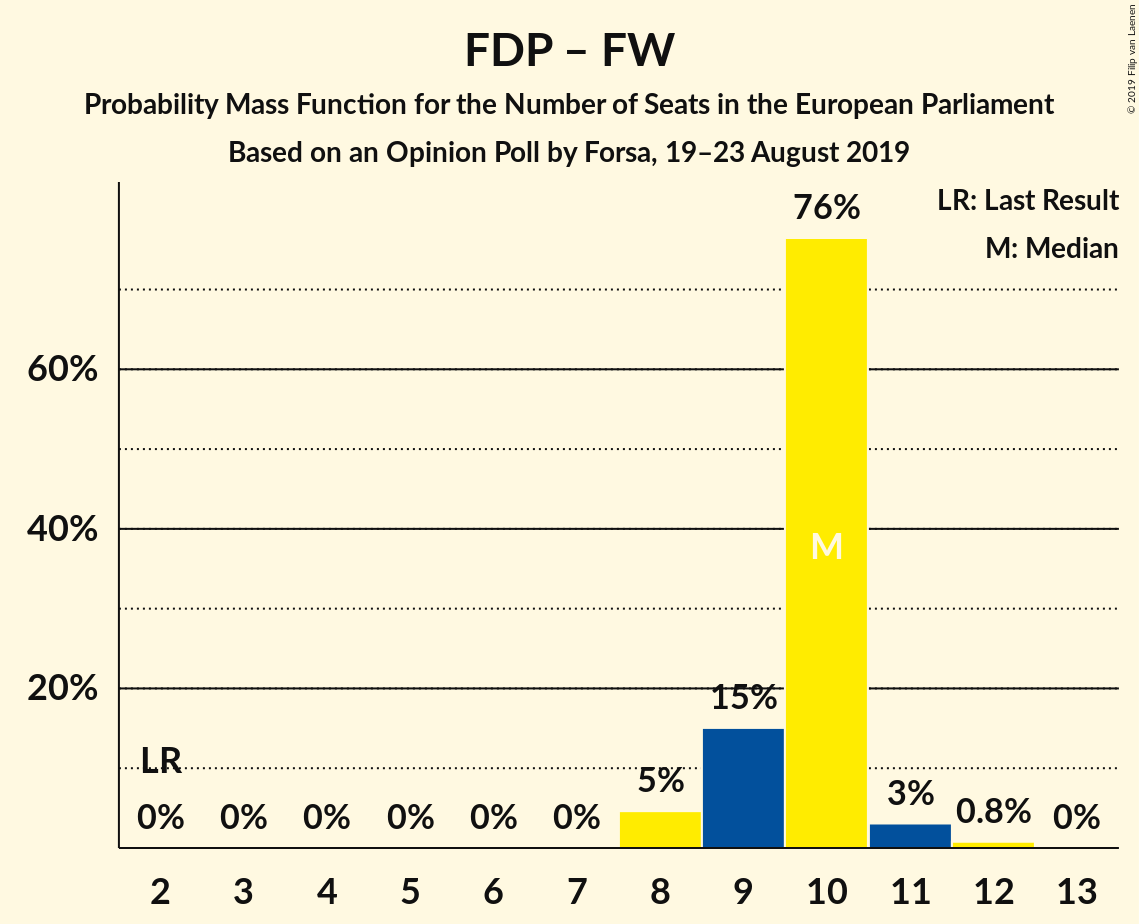 FDP – FW
Probability Mass Function for the Number of Seats in the European Parliament
Based on an Opinion Poll by Forsa, 19–23 August 2019
© 2019 Filip van Laenen
LR: Last Result
M: Median
76%
60%
40%
M
20%
15%
LR
5%
3%
0.8%
0% 0% 0% 0% 0% 0% 0%
2 3 4 5 6 7 8 9 10 11 12 13